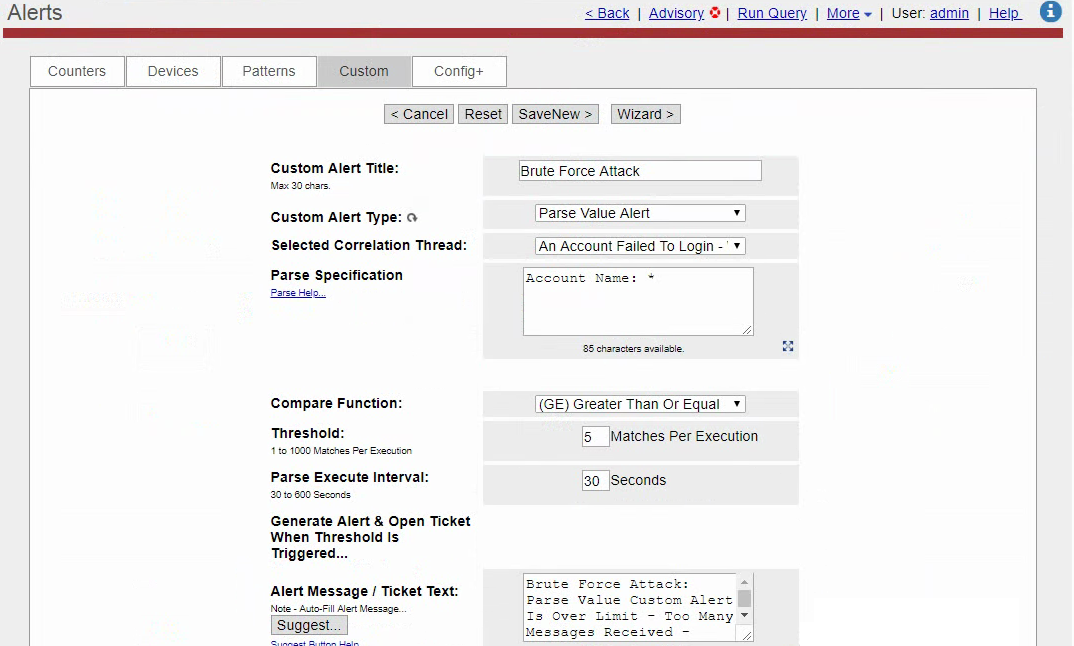 Alerts
< Back | Advisory | Run Query | More | User: admin | Help
Counters Devices Patterns Custom Config+
< Cancel Reset SaveNew > Wizard >
Custom Alert Title: Brute Force Attack
Max 30 chars.
Custom Alert Type: Parse Value Alert
Selected Correlation Thread: An Account Failed To Login -
Parse Specification Account Name: *
Parse Help...
85 characters available.
Compare Function: (GE) Greater Than Or Equal
Threshold: 5 Matches Per Execution
1 to 1000 Matches Per Execution
Parse Execute Interval: 30 Seconds
30 to 600 Seconds
Generate Alert & Open Ticket
When Threshold Is
Triggered...
Alert Message / Ticket Text:
Note - Auto-Fill Alert Message...
Suggest...
Suggest Button Help
Brute Force Attack:
Parse Value Custom Alert
Is Over Limit - Too Many
Messages Received -